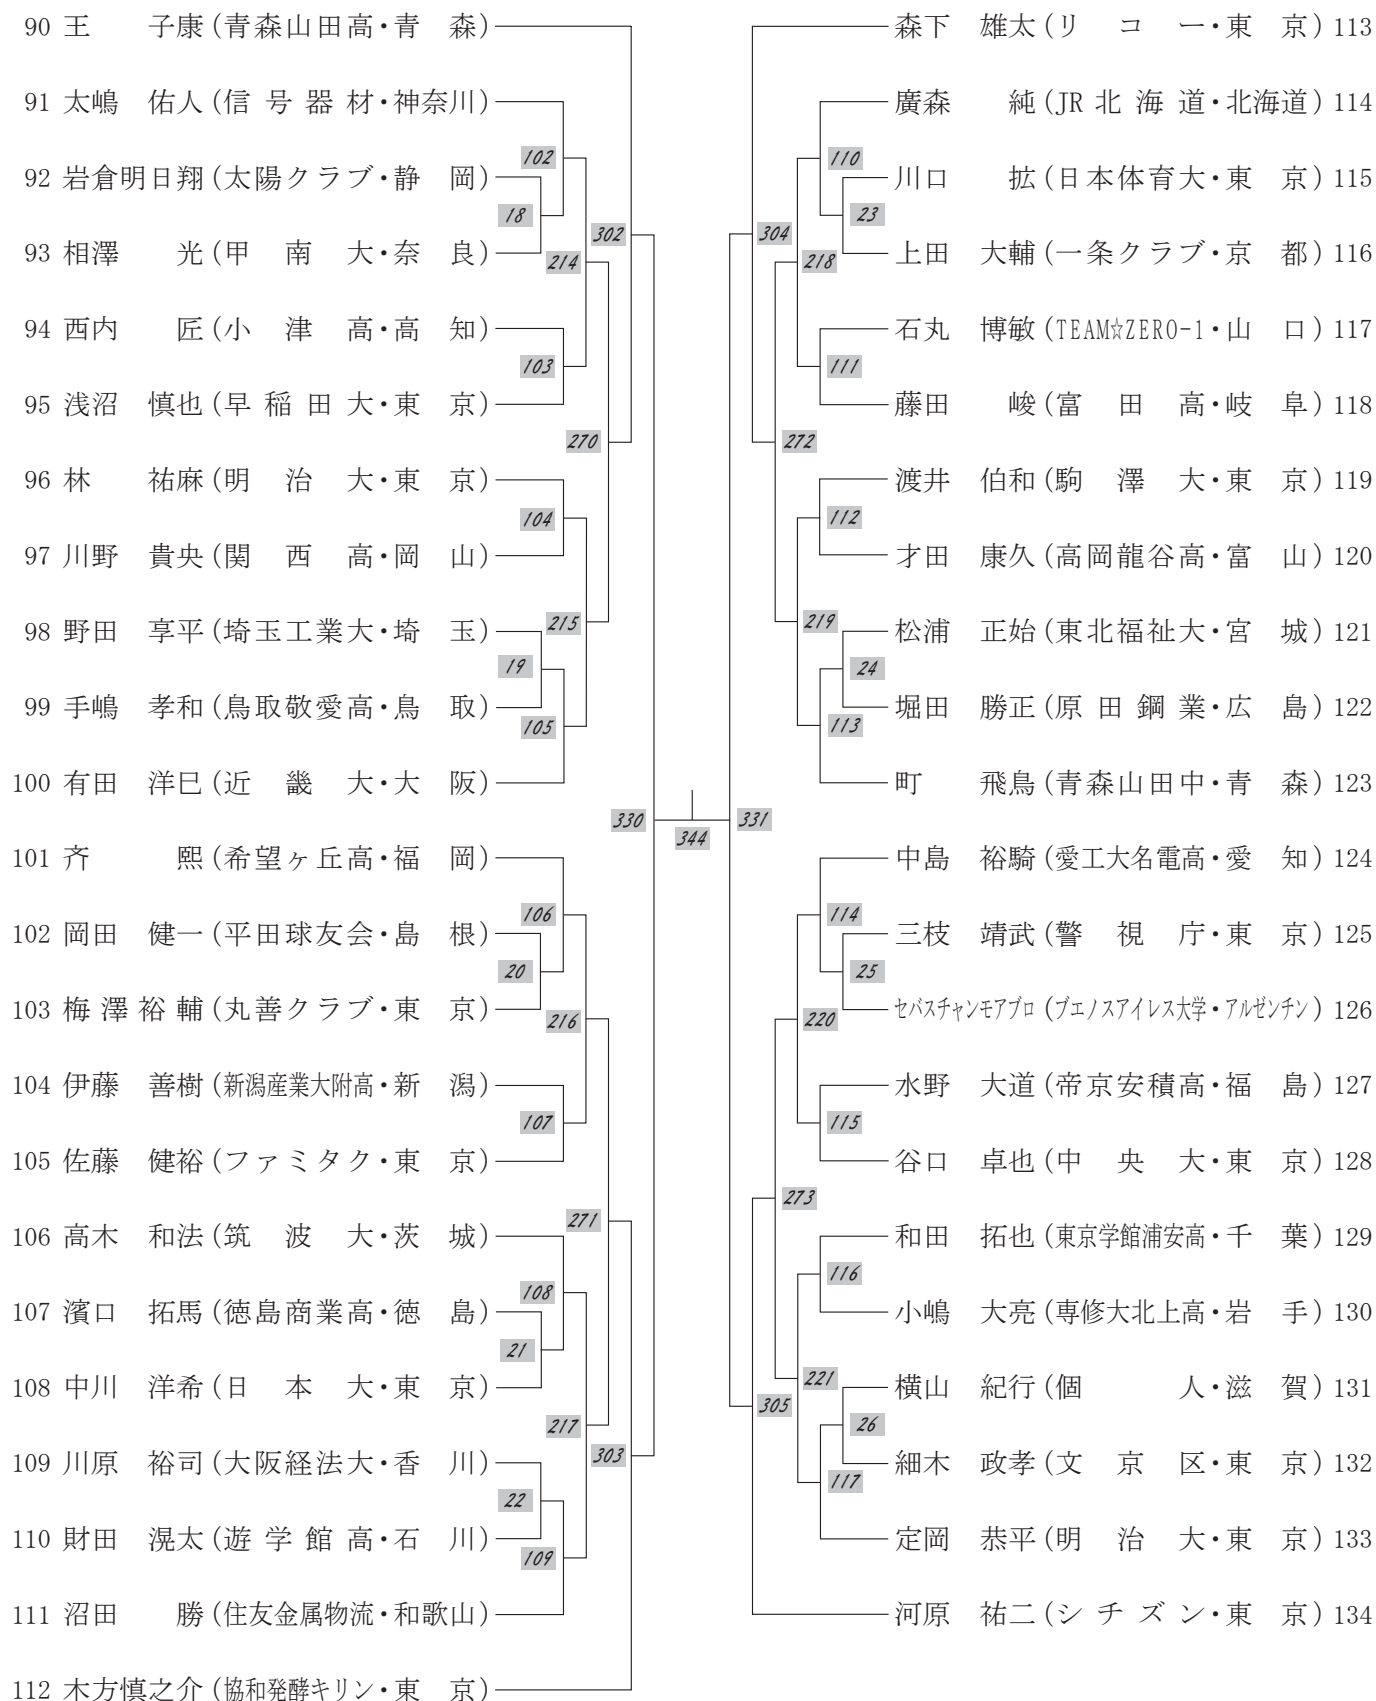 90 王　子康（青森山田高・青　森）
91 太嶋　佑人（信号器材・神奈川）
92 岩倉明日翔（太陽クラブ・静　岡）
93 相澤　光（甲南大・奈　良）
94 西内　匠（小津高・高　知）
95 浅沼　慎也（早稲田大・東　京）
96 林　祐麻（明治大・東　京）
97 川野　貴央（関西高・岡　山）
98 野田　享平（埼玉工業大・埼　玉）
99 手嶋　孝和（鳥取敬愛高・鳥　取）
100 有田　洋巳（近畿大・大　阪）
101 斉　熙（希望ヶ丘高・福　岡）
102 岡田　健一（平田球友会・島　根）
103 梅澤裕輔（丸善クラブ・東　京）
104 伊藤　善樹（新潟産業大附高・新　潟）
105 佐藤　健裕（ファミタク・東　京）
106 高木　和法（筑波大・茨　城）
107 濱口　拓馬（徳島商業高・徳　島）
108 中川　洋希（日本大・東　京）
109 川原　裕司（大阪経法大・香　川）
110 財田　滉太（遊学館高・石　川）
111 沼田　勝（住友金属物流・和歌山）
112 木方慎之介（協和発酵キリン・東　京）
102
18
214
302
103
270
104
215
19
105
330
106
20
216
107
271
108
21
217
303
22
109
344
331
304
110
23
218
111
272
112
219
24
113
114
25
220
115
273
116
221
305
26
117
森下　雄太（リコー・東　京）113
廣森　純（JR北海道・北海道）114
川口　拡（日本体育大・東　京）115
上田　大輔（一条クラブ・京　都）116
石丸　博敏（TEAM☆ZERO-1・山　口）117
藤田　峻（富田高・岐　阜）118
渡井　伯和（駒澤大・東　京）119
才田　康久（高岡龍谷高・富　山）120
松浦　正始（東北福祉大・宮　城）121
堀田　勝正（原田鋼業・広　島）122
町　飛鳥（青森山田中・青　森）123
中島　裕騎（愛工大名電高・愛　知）124
三枝　靖武（警視庁・東　京）125
セバスチャンモアブロ（ブエノスアイレス大学・アルゼンチン）126
水野　大道（帝京安積高・福　島）127
谷口　卓也（中央大・東　京）128
和田　拓也（東京学館浦安高・千　葉）129
小嶋　大亮（専修大北上高・岩　手）130
横山　紀行（個人・滋　賀）131
細木　政孝（文京区・東　京）132
定岡　恭平（明治大・東　京）133
河原　祐二（シチズン・東　京）134